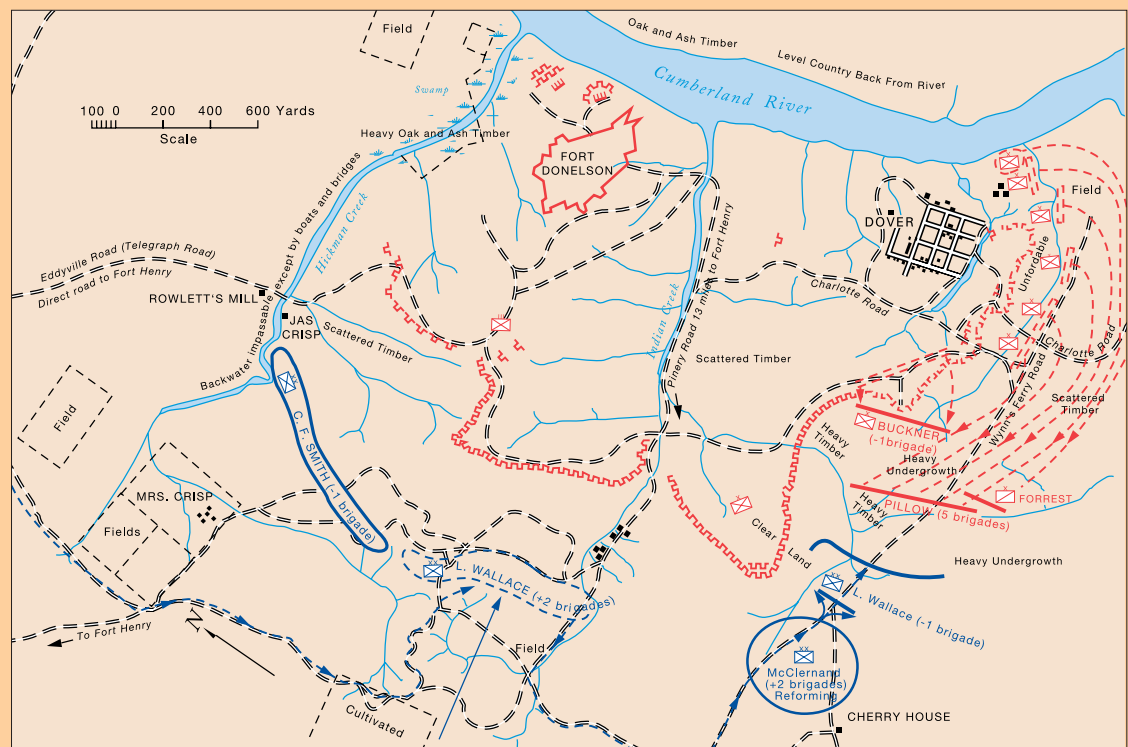 Field
Oak and Ash Timber
Level Country Back From River
Cumberland River
Swamp
100 0 200 400 600 Yards
Scale
Heavy Oak and Ash Timber
FORT
DONELSON
Field
DOVER
Unfordable
Hickman Creek
Backwater impassable except by boats and bridges
Eddyville Road (Telegraph Road)
Direct road to Fort Henry
ROWLETT'S MILL
JAS
CRISP
Scattered Timber
Indian Creek
Pinery Road 13 miles to Fort Henry
Charlotte Road
Charlotte Road
Scattered Timber
Wynn's Ferry Road
Scattered
Timber
Field
C. F. SMITH (-1 brigade)
Heavy
Timber
BUCKNER
(-1brigade)
Heavy
Undergrowth
MRS. CRISP
Fields
Heavy
Timber
PILLOW (5 brigades)
FORREST
Clear Land
Heavy Undergrowth
L. WALLACE (+2 brigades)
L. Wallace (-1 brigade)
To Fort Henry
N
Field
McClernand
(+2 brigades)
Reforming
Cultivated
CHERRY HOUSE